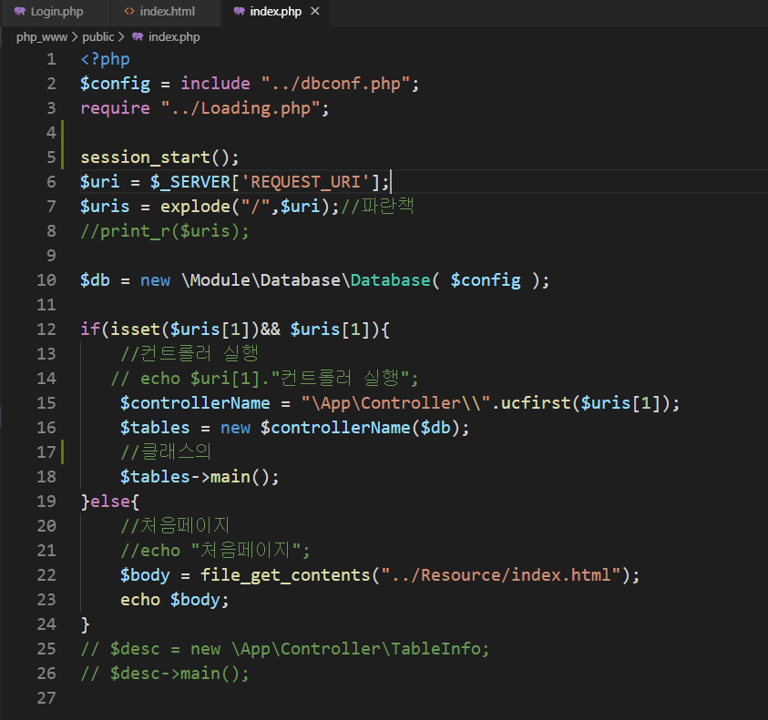 Login.php index.html index.php
php_www public index.php
1 <?php
2 $config = include "../dbconf.php";
3 require "../Loading.php";
4
5 session_start();
6 $uri = $_SERVER['REQUEST_URI'];
7 $uris = explode("/",$uri);//파란책
8 //print_r($uris);
9
10 $db = new \Module\Database\Database( $config );
11
12 if(isset($uris[1])&& $uris[1]){
13 //컨트롤러 실행
14 // echo $uri[1]."컨트롤러 실행";
15 $controllerName = "\App\Controller\\".ucfirst($uris[1]);
16 $tables = new $controllerName($db);
17 //클래스의
18 $tables->main();
19 }else{
20 //처음페이지
21 //echo "처음페이지";
22 $body = file_get_contents("../Resource/index.html");
23 echo $body;
24 }
25 // $desc = new \App\Controller\TableInfo;
26 // $desc->main();
27